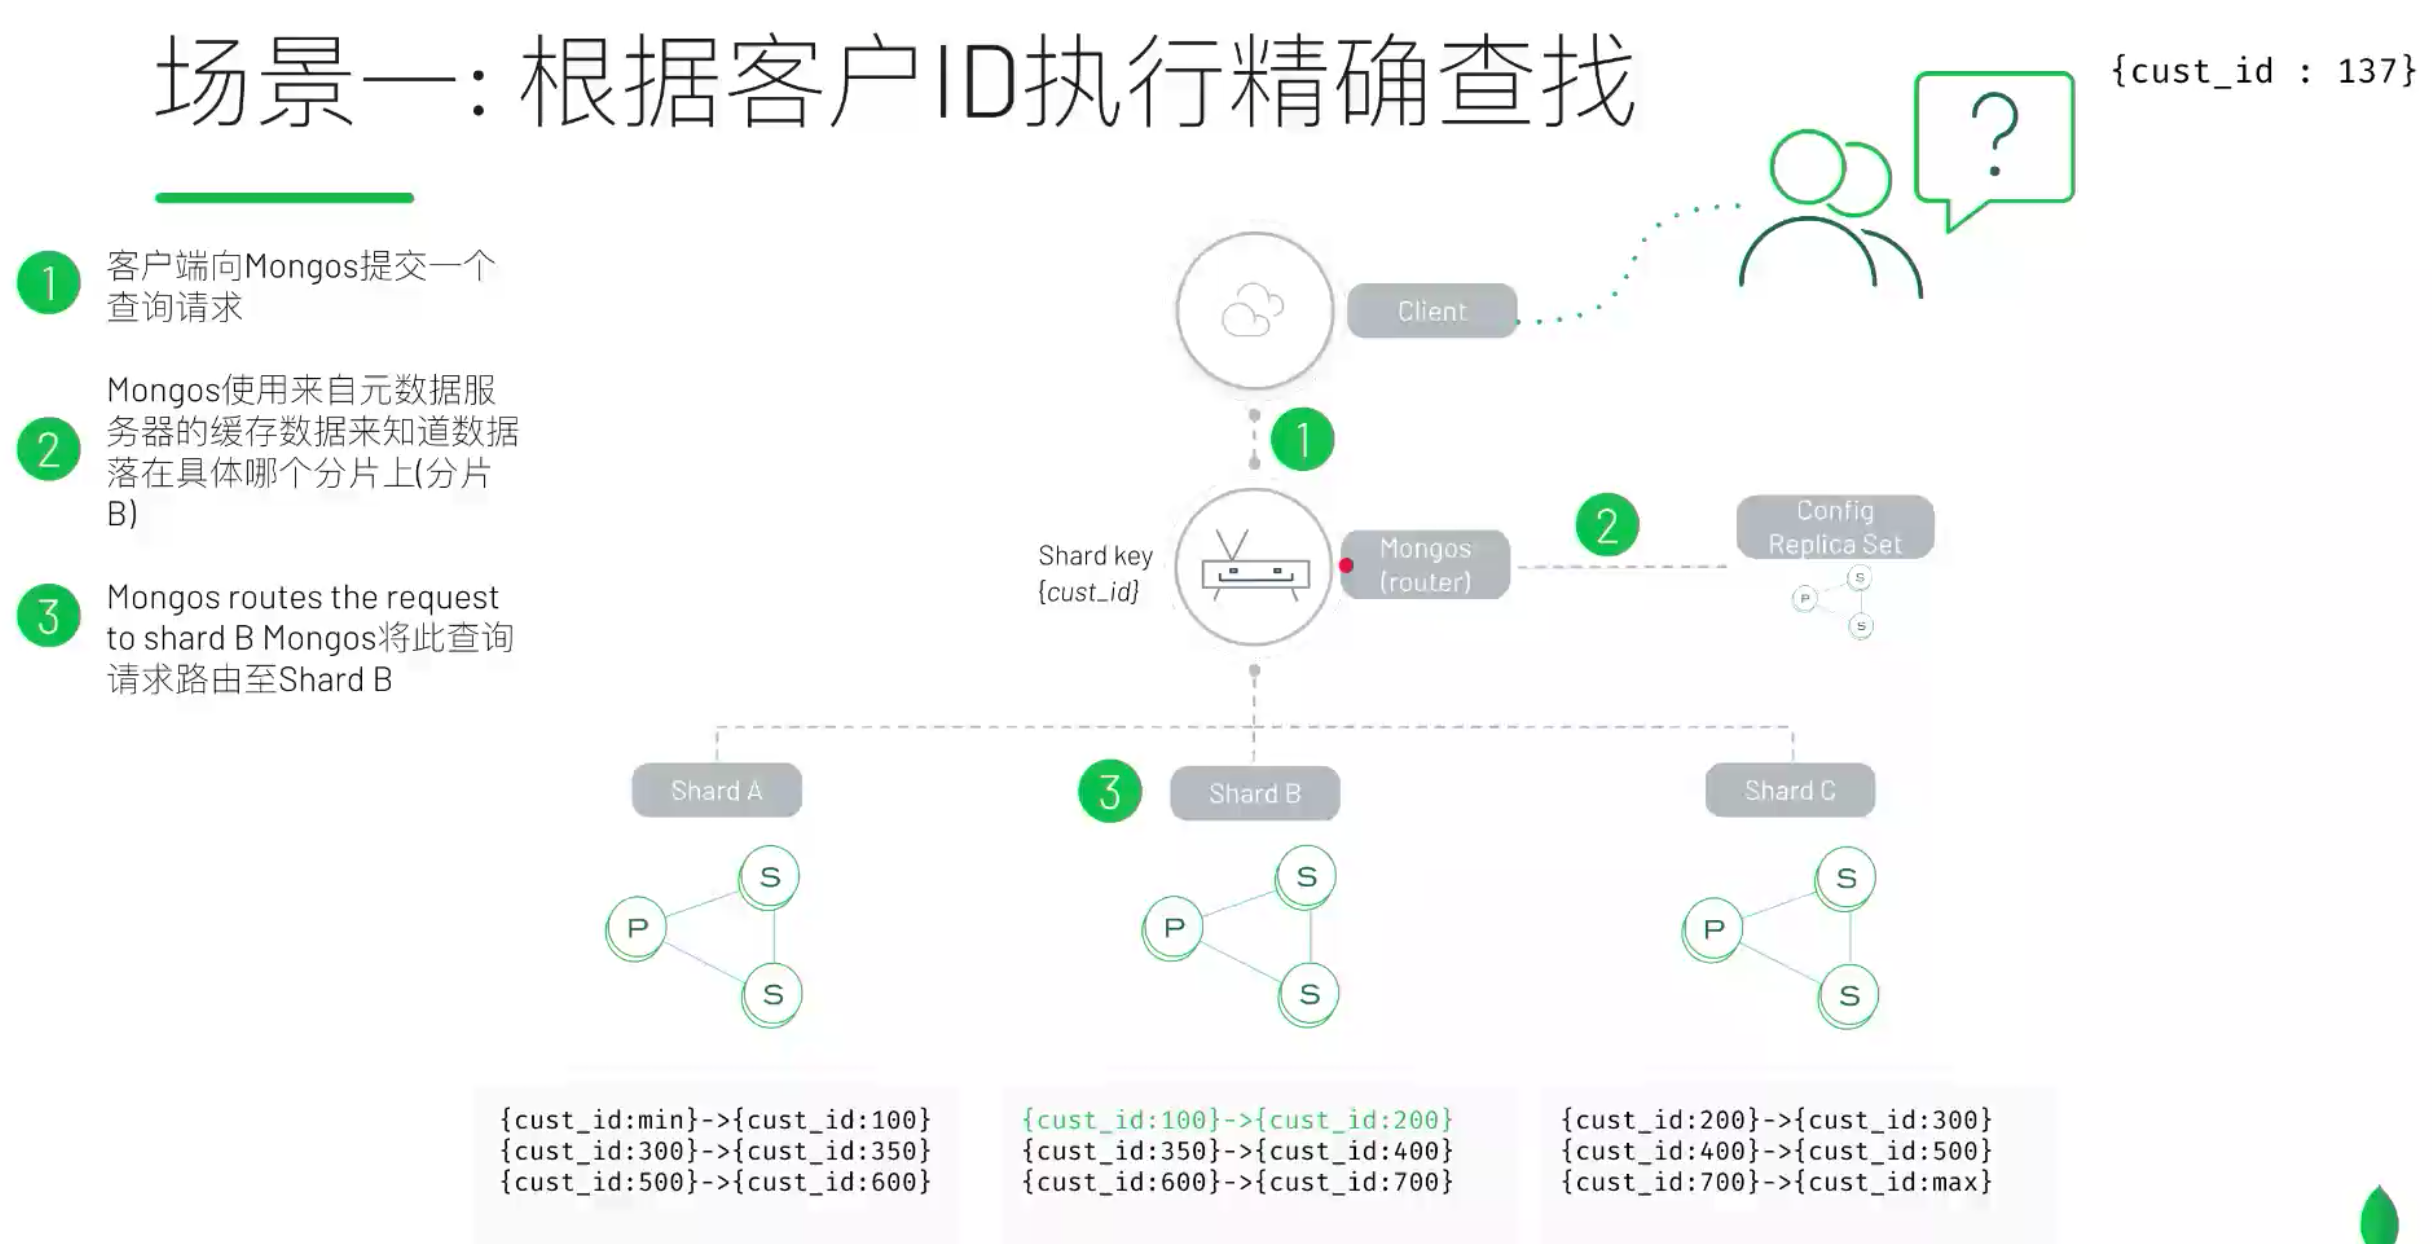 场景一: 根据客户ID执行精确查找
{cust_id : 137}
?
1
客户端向Mongos提交一个
查询请求
2
Mongos使用来自元数据服
务器的缓存数据来知道数据
落在具体哪个分片上(分片
B)
3
Mongos routes the request
to shard B Mongos将此查询
请求路由至Shard B
Client
1
Shard key
{cust_id}
Mongos
(router)
2
Config
Replica Set
P
S
S
Shard A
3
Shard B
Shard C
P
S
S
P
S
S
P
S
S
{cust_id:min}->{cust_id:100}
{cust_id:300}->{cust_id:350}
{cust_id:500}->{cust_id:600}
{cust_id:100}->{cust_id:200}
{cust_id:350}->{cust_id:400}
{cust_id:600}->{cust_id:700}
{cust_id:200}->{cust_id:300}
{cust_id:400}->{cust_id:500}
{cust_id:700}->{cust_id:max}